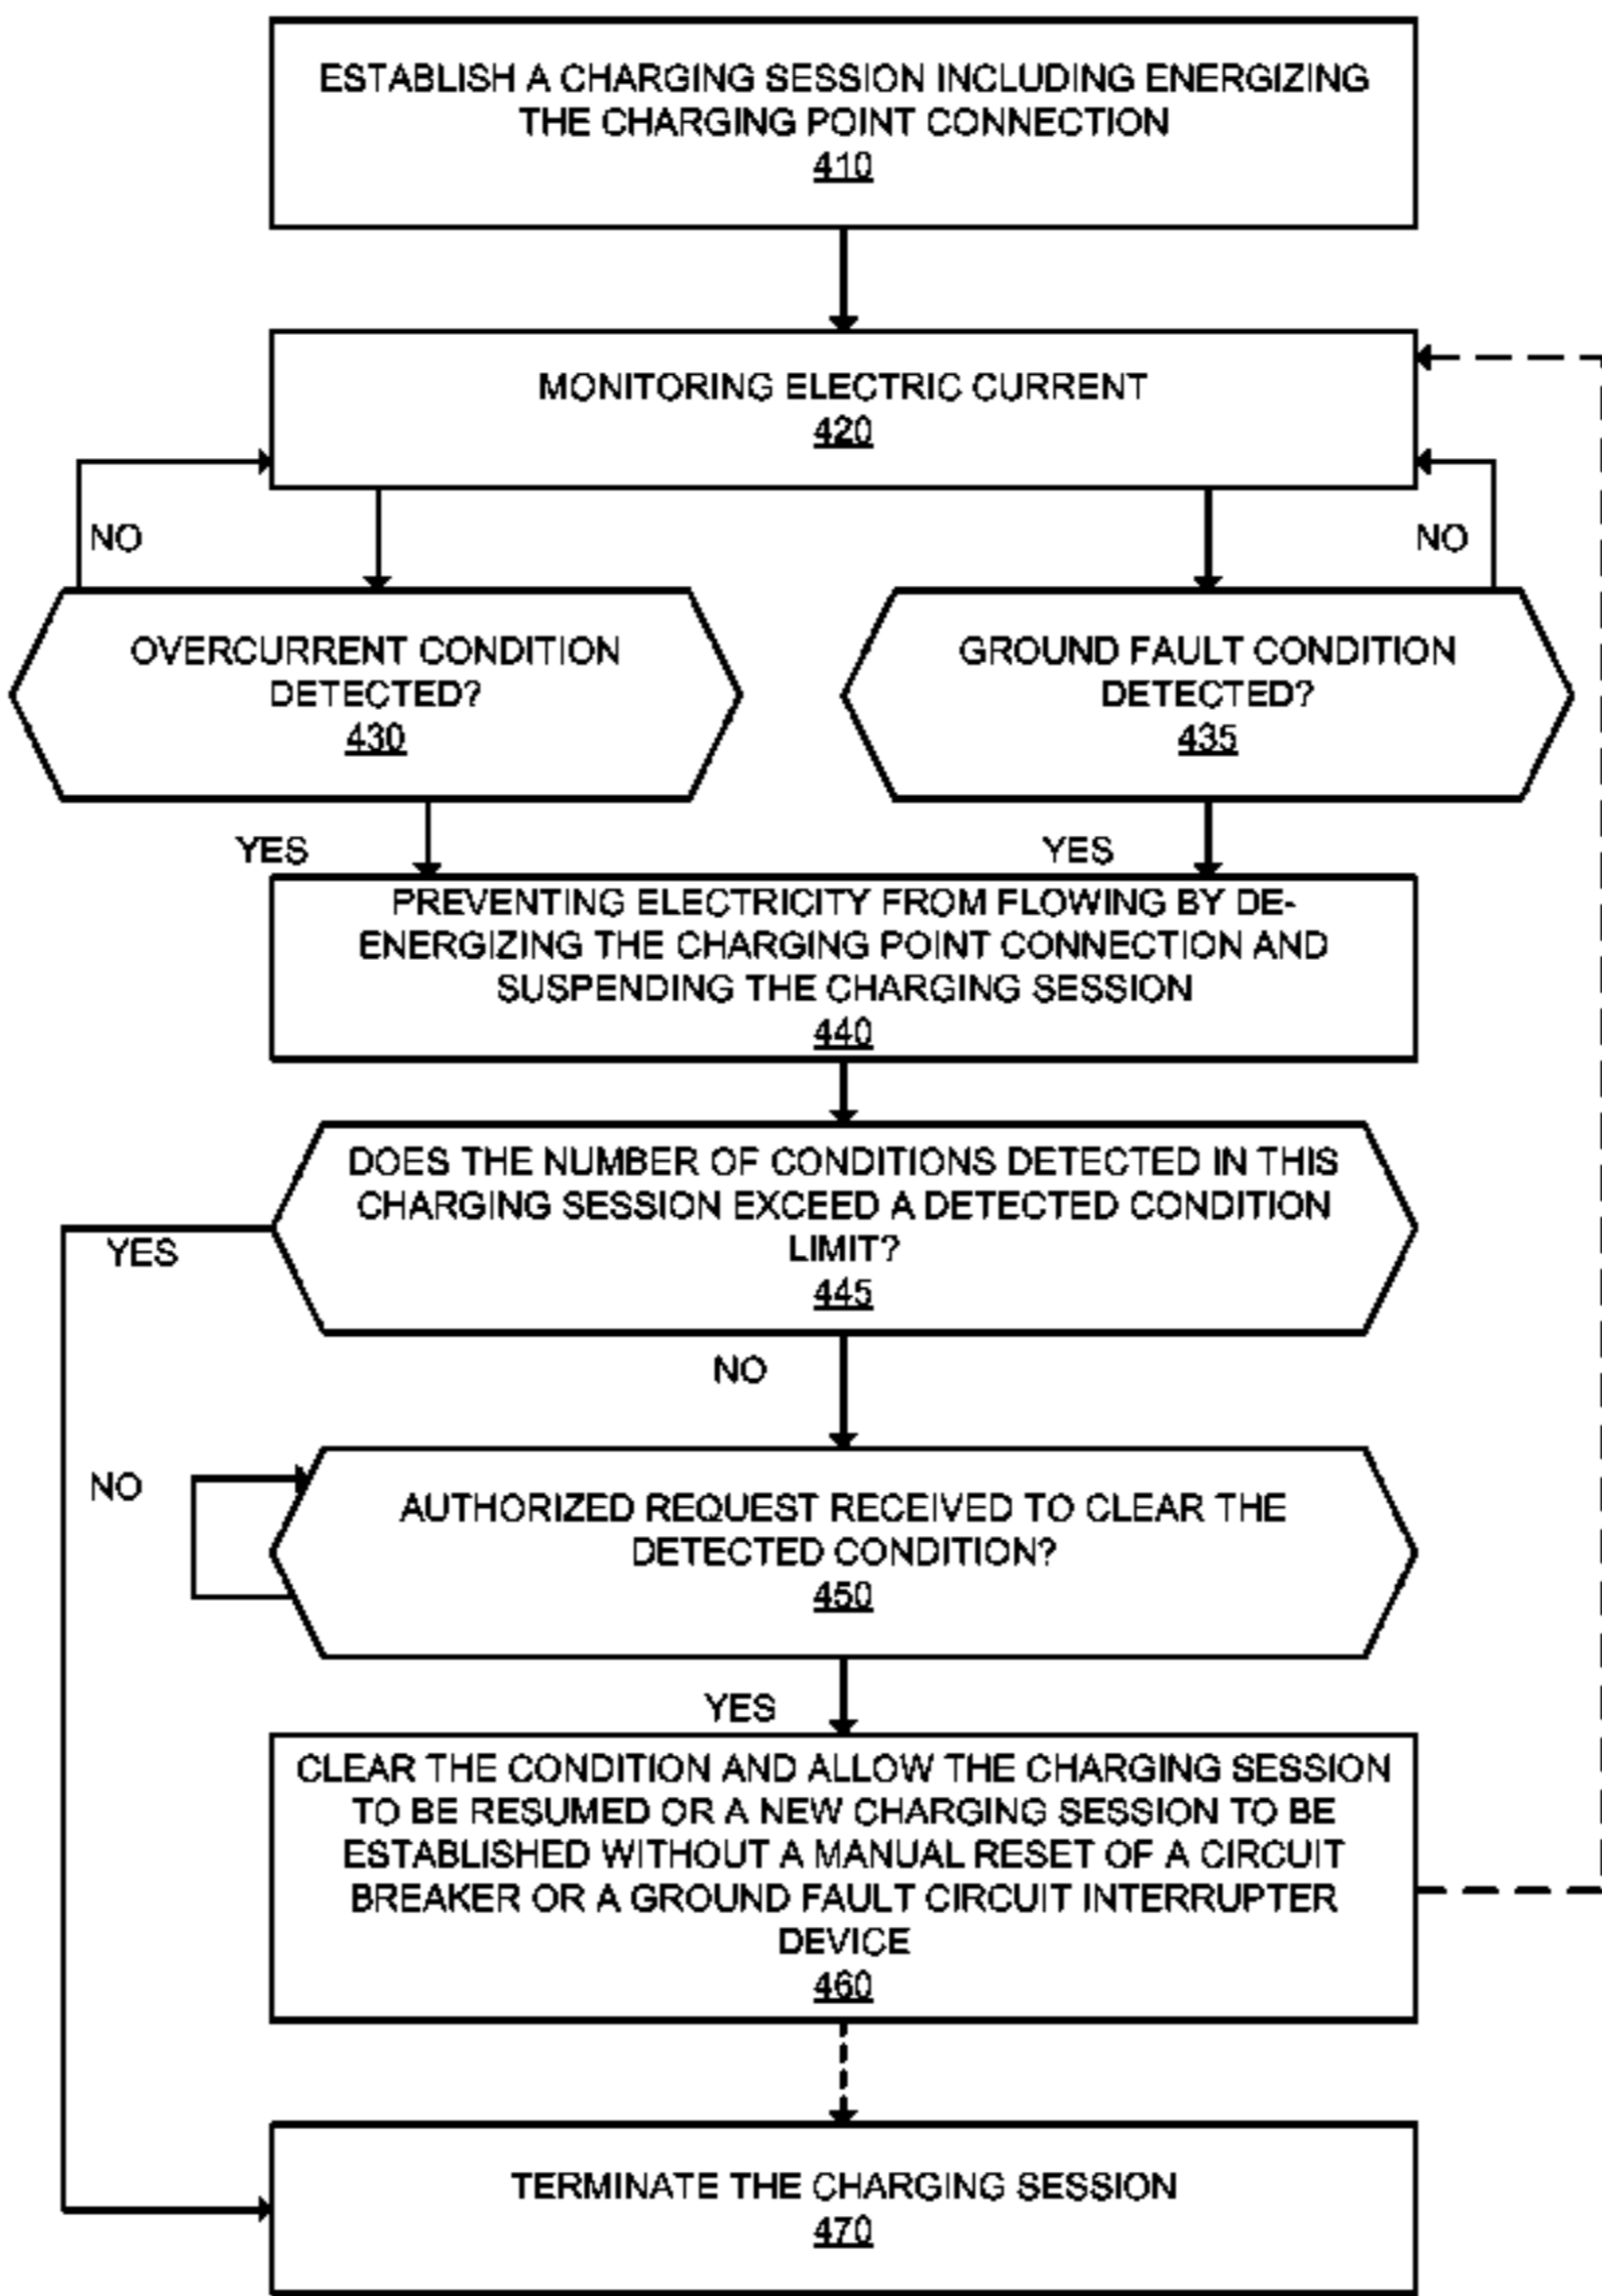 ESTABLISH A CHARGING SESSION INCLUDING ENERGIZING
THE CHARGING POINT CONNECTION
410
MONITORING ELECTRIC CURRENT
420
NO
NO
OVERCURRENT CONDITION
DETECTED?
430
GROUND FAULT CONDITION
DETECTED?
435
YES
YES
PREVENTING ELECTRICITY FROM FLOWING BY DE-
ENERGIZING THE CHARGING POINT CONNECTION AND
SUSPENDING THE CHARGING SESSION
440
DOES THE NUMBER OF CONDITIONS DETECTED IN THIS
CHARGING SESSION EXCEED A DETECTED CONDITION
LIMIT?
445
YES
NO
NO
AUTHORIZED REQUEST RECEIVED TO CLEAR THE
DETECTED CONDITION?
450
YES
CLEAR THE CONDITION AND ALLOW THE CHARGING SESSION
TO BE RESUMED OR A NEW CHARGING SESSION TO BE
ESTABLISHED WITHOUT A MANUAL RESET OF A CIRCUIT
BREAKER OR A GROUND FAULT CIRCUIT INTERRUPTER
DEVICE
460
TERMINATE THE CHARGING SESSION
470